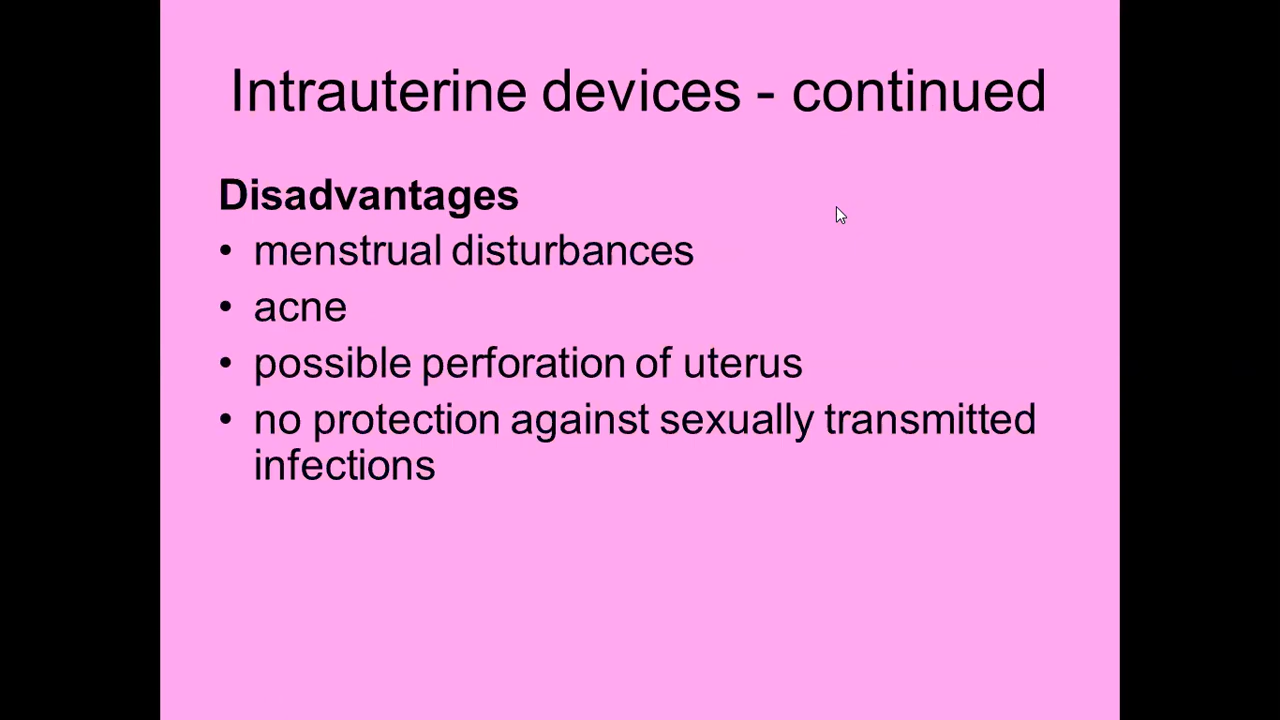 Intrauterine devices - continued
Disadvantages
• menstrual disturbances
• acne
• possible perforation of uterus
• no protection against sexually transmitted
infections